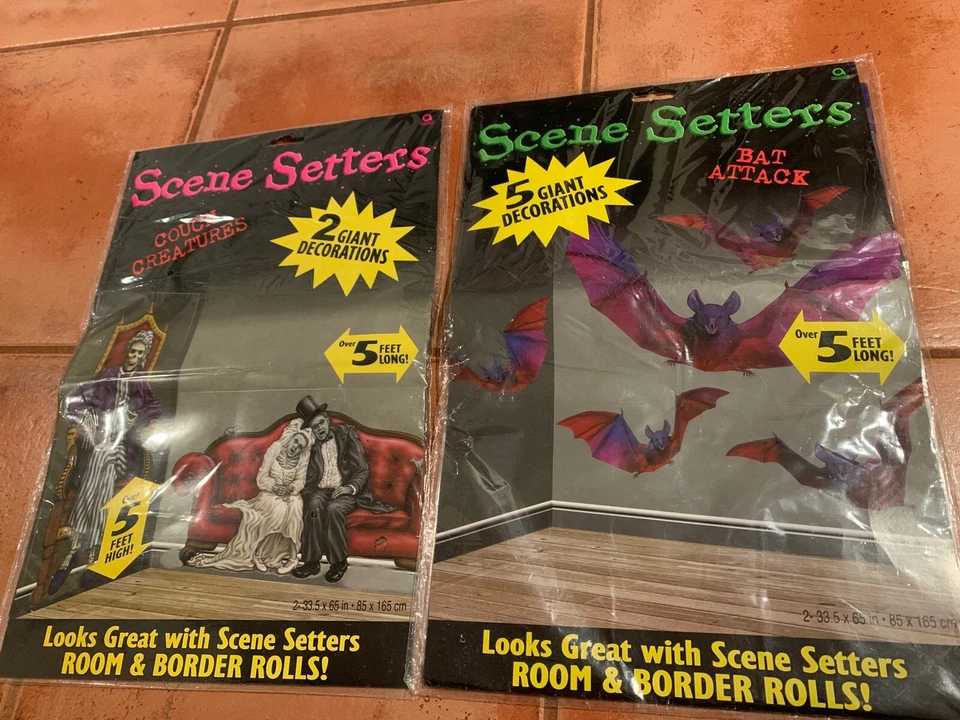 Scene Setters
COUCH
CREATURES
2 GIANT
DECORATIONS
Over 5 FEET
LONG!
Over
5
FEET
HIGH!
2- 33.5 x 65 in • 85 x 165 cm
Looks Great with Scene Setters
ROOM & BORDER ROLLS!
a
Scene Setters
BAT
ATTACK
5 GIANT
DECORATIONS
Over 5 FEET
LONG!
2- 33.5 x 65 in • 85 x 165 cm
Looks Great with Scene Setters
ROOM & BORDER ROLLS!